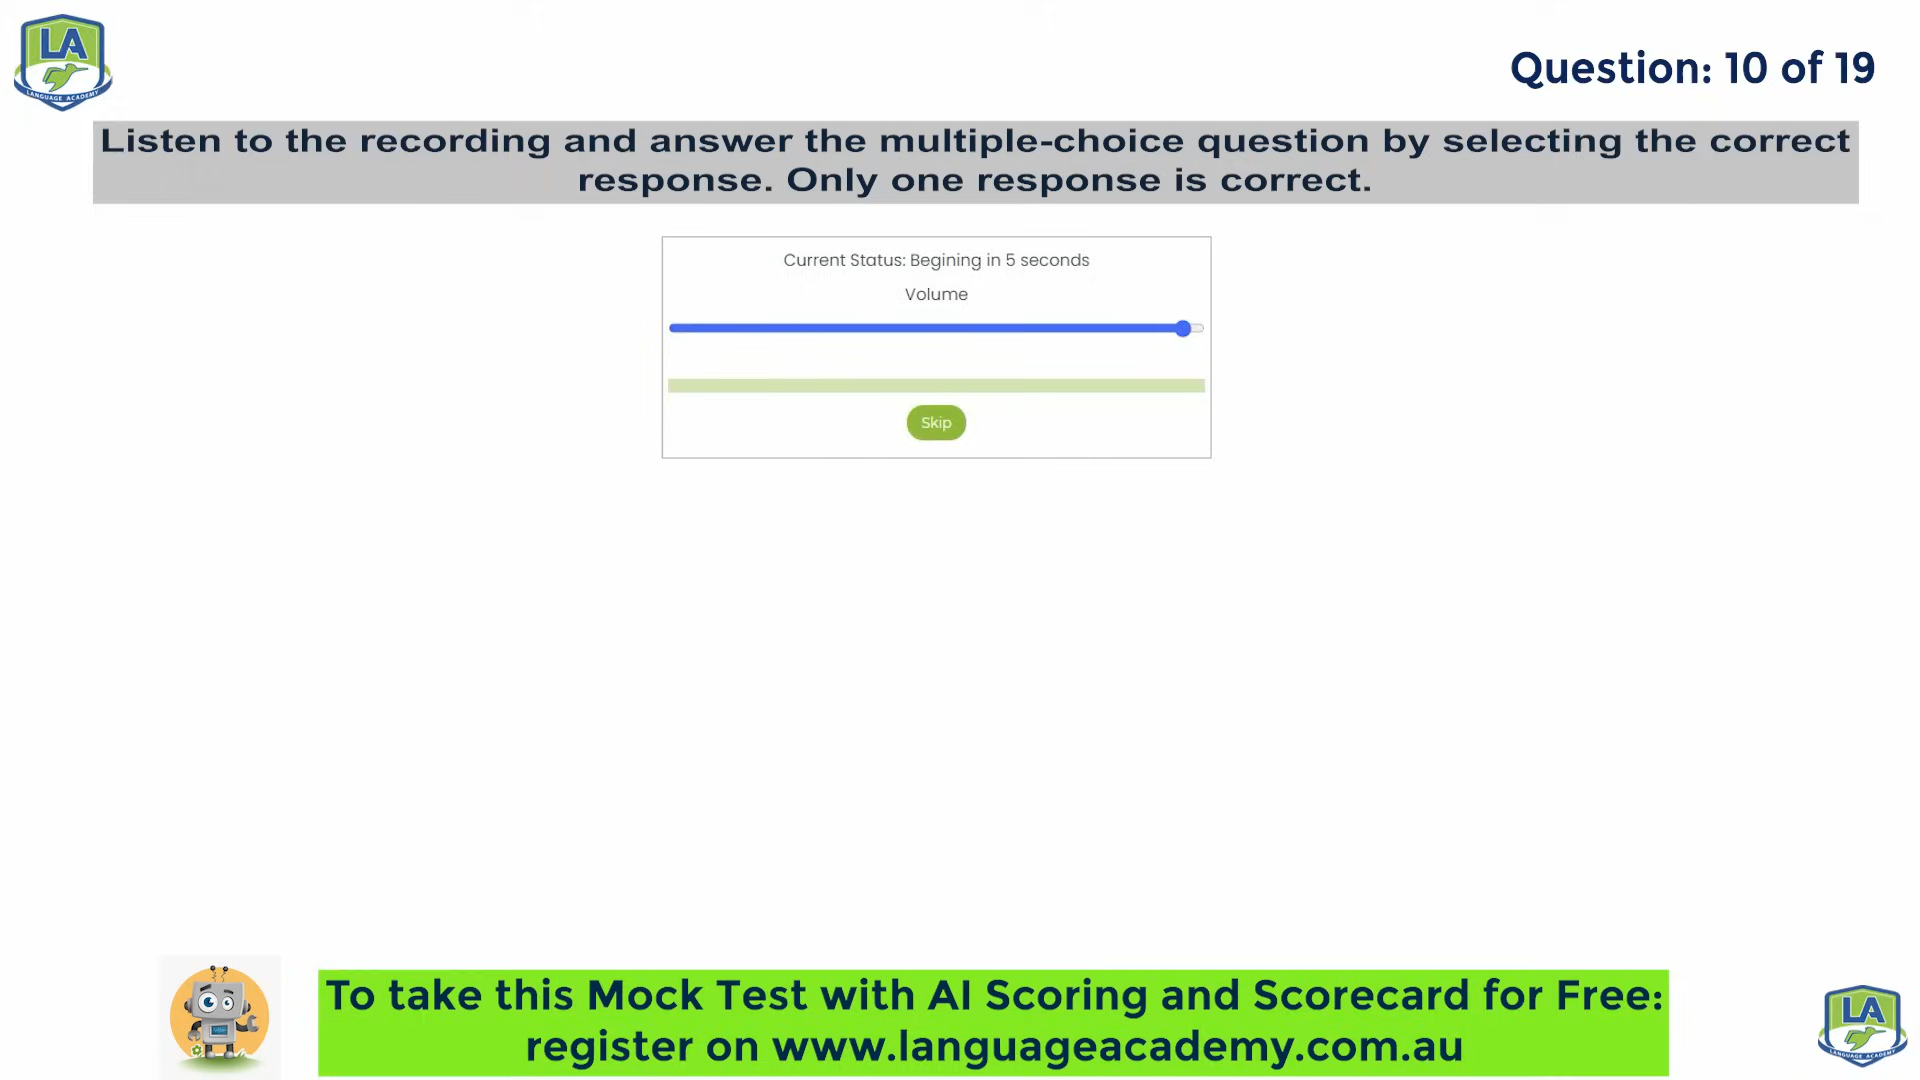 LA
LANGUAGE ACADEMY
Question: 10 of 19
Listen to the recording and answer the multiple-choice question by selecting the correct
response. Only one response is correct.
Current Status: Begining in 5 seconds
Volume
Skip
To take this Mock Test with AI Scoring and Scorecard for Free:
register on www.languageacademy.com.au
LA
LANGUAGE ACADEMY